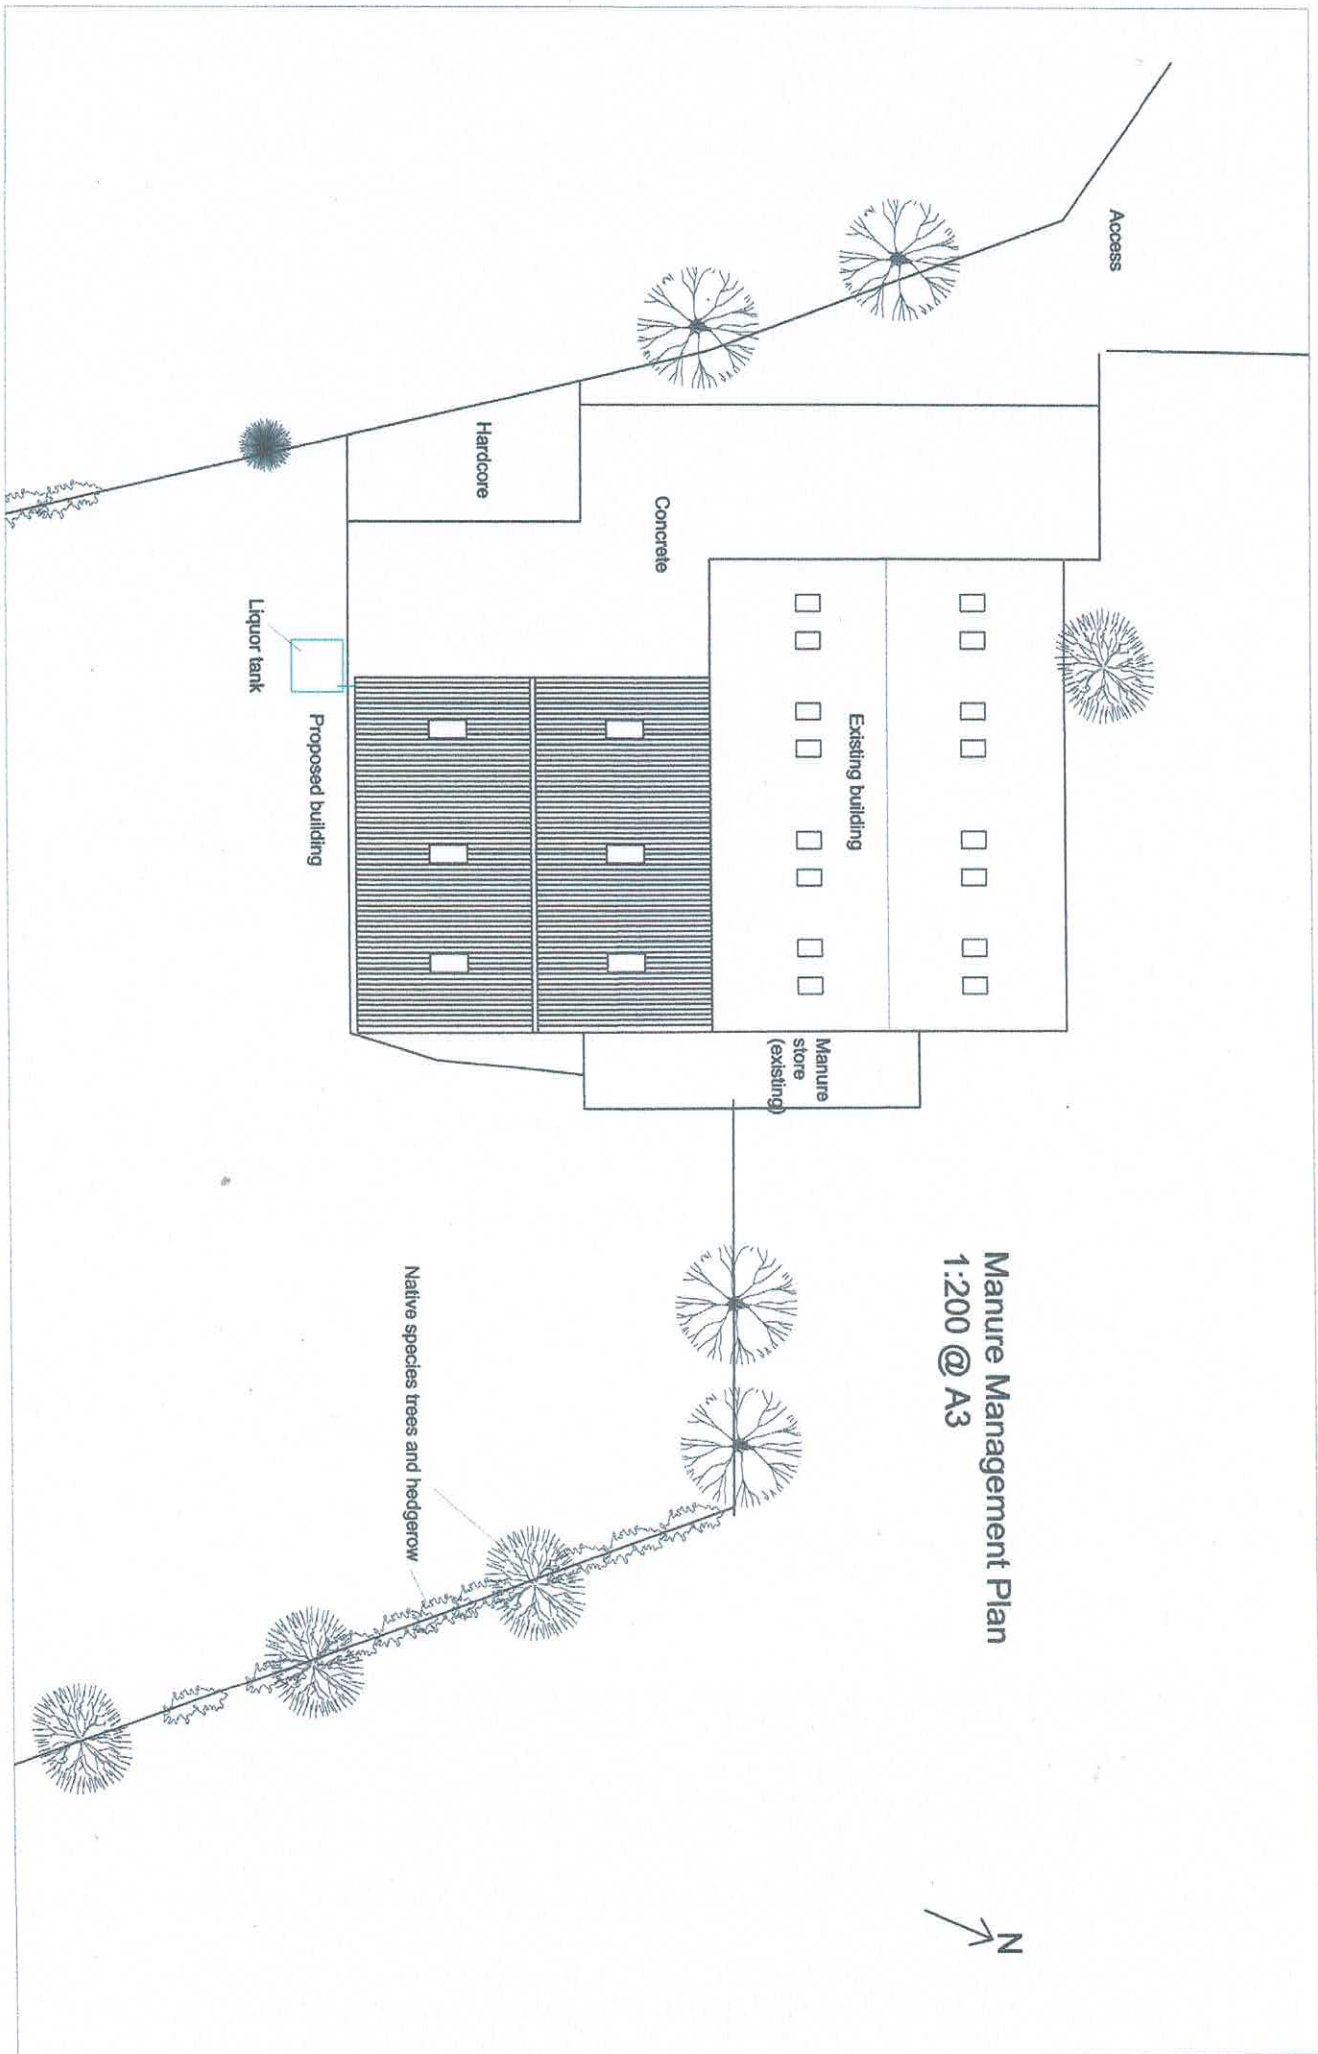 Manure Management Plan
1:200 @ A3
N
Access
Existing building
Manure
store
(existing)
Concrete
Hardcore
Native species trees and hedgerow
Proposed building
Liquor tank